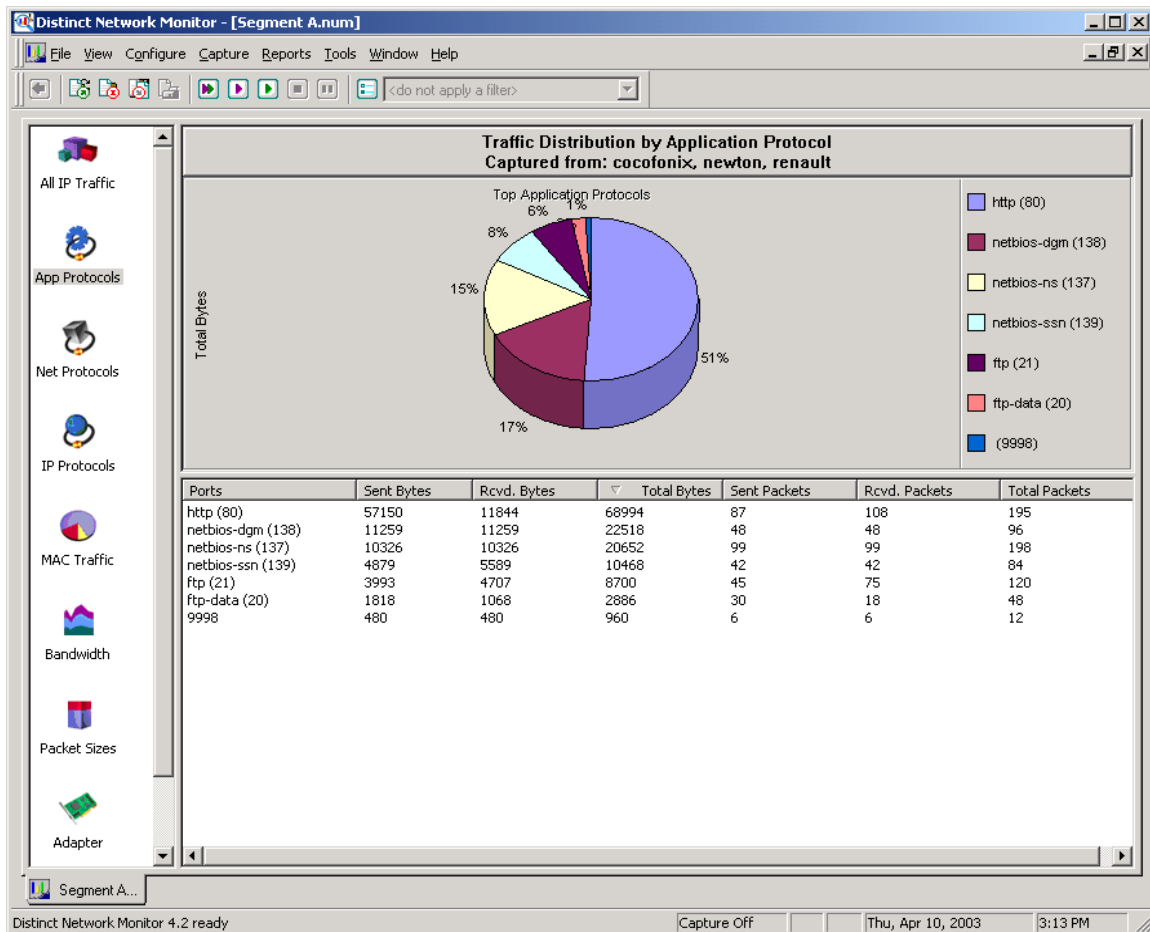 Distinct Network Monitor - [Segment A.num]
File View Configure Capture Reports Tools Window Help
<do not apply a filter>
All IP Traffic
App Protocols
Net Protocols
IP Protocols
MAC Traffic
Bandwidth
Packet Sizes
Adapter
Traffic Distribution by Application Protocol
Captured from: cocofonix, newton, renault
Top Application Protocols
Total Bytes
1%
6%
8%
15%
17%
51%
http (80)
netbios-dgm (138)
netbios-ns (137)
netbios-ssn (139)
ftp (21)
ftp-data (20)
(9998)
Ports Sent Bytes Rcvd. Bytes Total Bytes Sent Packets Rcvd. Packets Total Packets
http (80) 57150 11844 68994 87 108 195
netbios-dgm (138) 11259 11259 22518 48 48 96
netbios-ns (137) 10326 10326 20652 99 99 198
netbios-ssn (139) 4879 5589 10468 42 42 84
ftp (21) 3993 4707 8700 45 75 120
ftp-data (20) 1818 1068 2886 30 18 48
9998 480 480 960 6 6 12
Segment A...
Distinct Network Monitor 4.2 ready Capture Off Thu, Apr 10, 2003 3:13 PM